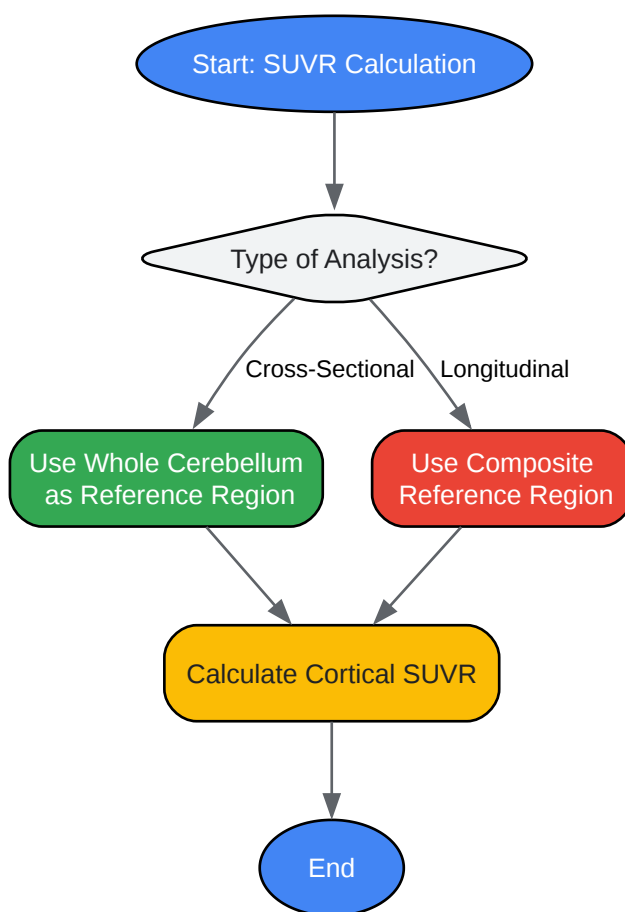 Start: SUVR Calculation
Type of Analysis?
Cross-Sectional
Longitudinal
Use Whole Cerebellum
as Reference Region
Use Composite
Reference Region
Calculate Cortical SUVR
End